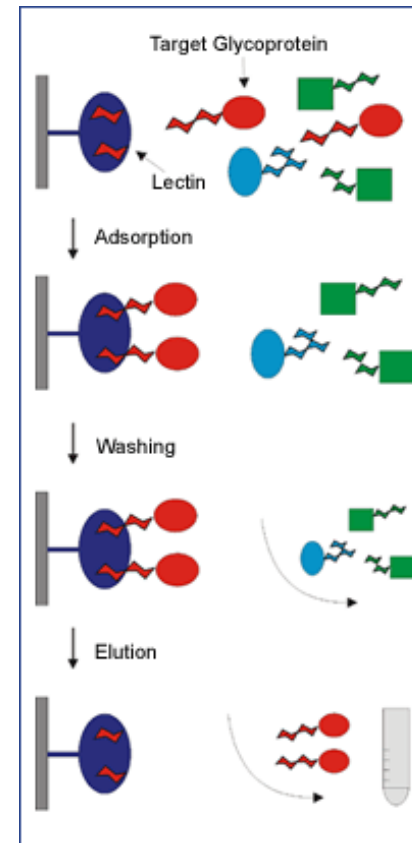 Target Glycoprotein
Lectin
Adsorption
Washing
Elution